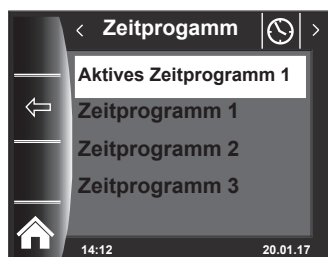 < Zeitprogamm >
Aktives Zeitprogramm 1
Zeitprogramm 1
Zeitprogramm 2
Zeitprogramm 3
14:12 20.01.17